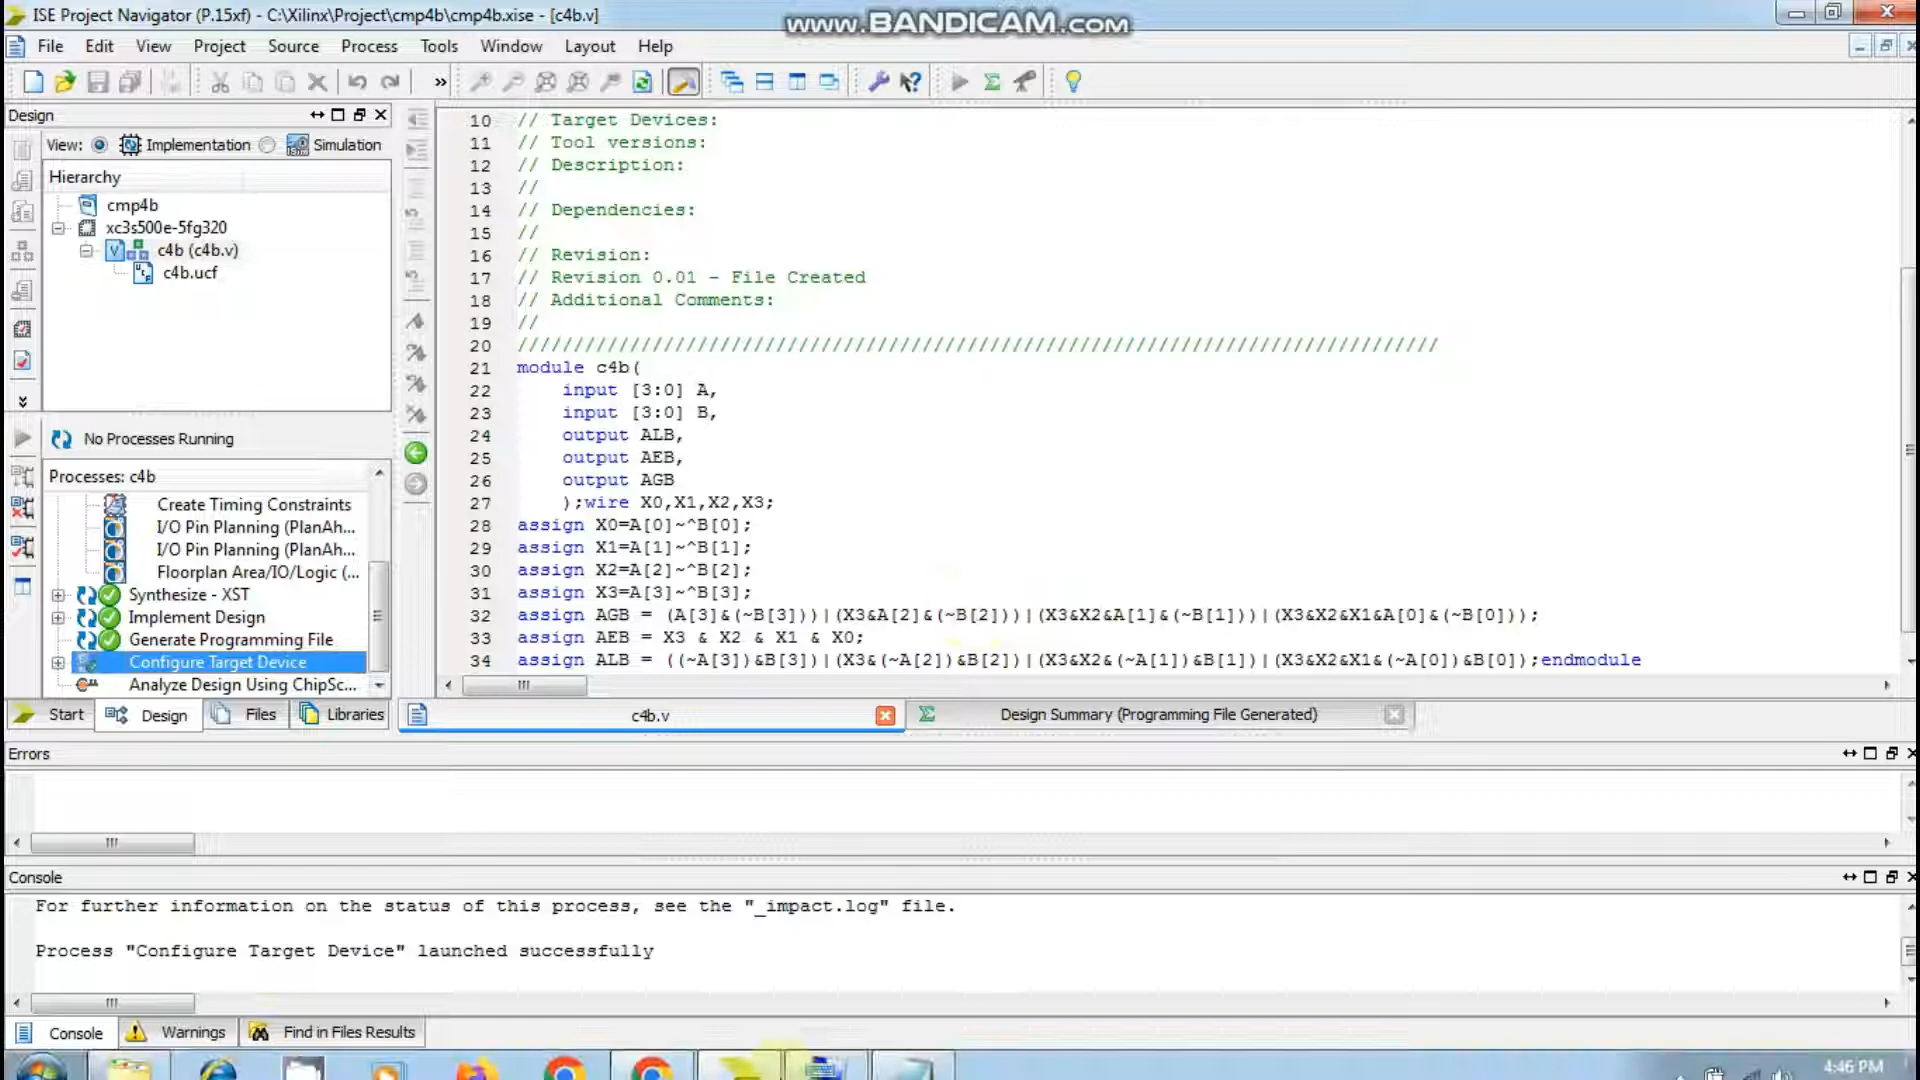 ISE Project Navigator (P.15xf) - C:\Xilinx\Project\cmp4b\cmp4b.xise - [c4b.v]
www.BANDICAM.com
File Edit View Project Source Process Tools Window Layout Help
»
Design
View: Implementation Simulation
Hierarchy
cmp4b
xc3s500e-5fg320
c4b (c4b.v)
c4b.ucf
No Processes Running
Processes: c4b
Create Timing Constraints
I/O Pin Planning (PlanAh...
I/O Pin Planning (PlanAh...
Floorplan Area/IO/Logic (...
Synthesize - XST
Implement Design
Generate Programming File
Configure Target Device
Analyze Design Using ChipSc...
Start Design Files Libraries
10 // Target Devices:
11 // Tool versions:
12 // Description:
13 //
14 // Dependencies:
15 //
16 // Revision:
17 // Revision 0.01 - File Created
18 // Additional Comments:
19 //
20 //////////////////////////////////////////////////////////////////////////////////
21 module c4b(
22 input [3:0] A,
23 input [3:0] B,
24 output ALB,
25 output AEB,
26 output AGB
27 );wire X0,X1,X2,X3;
28 assign X0=A[0]~^B[0];
29 assign X1=A[1]~^B[1];
30 assign X2=A[2]~^B[2];
31 assign X3=A[3]~^B[3];
32 assign AGB = (A[3]&(~B[3]))|(X3&A[2]&(~B[2]))|(X3&X2&A[1]&(~B[1]))|(X3&X2&X1&A[0]&(~B[0]));
33 assign AEB = X3 & X2 & X1 & X0;
34 assign ALB = ((~A[3])&B[3])|(X3&(~A[2])&B[2])|(X3&X2&(~A[1])&B[1])|(X3&X2&X1&(~A[0])&B[0]);endmodule
c4b.v Design Summary (Programming File Generated)
Errors
Console
For further information on the status of this process, see the "_impact.log" file.
Process "Configure Target Device" launched successfully
Console Warnings Find in Files Results
4:46 PM